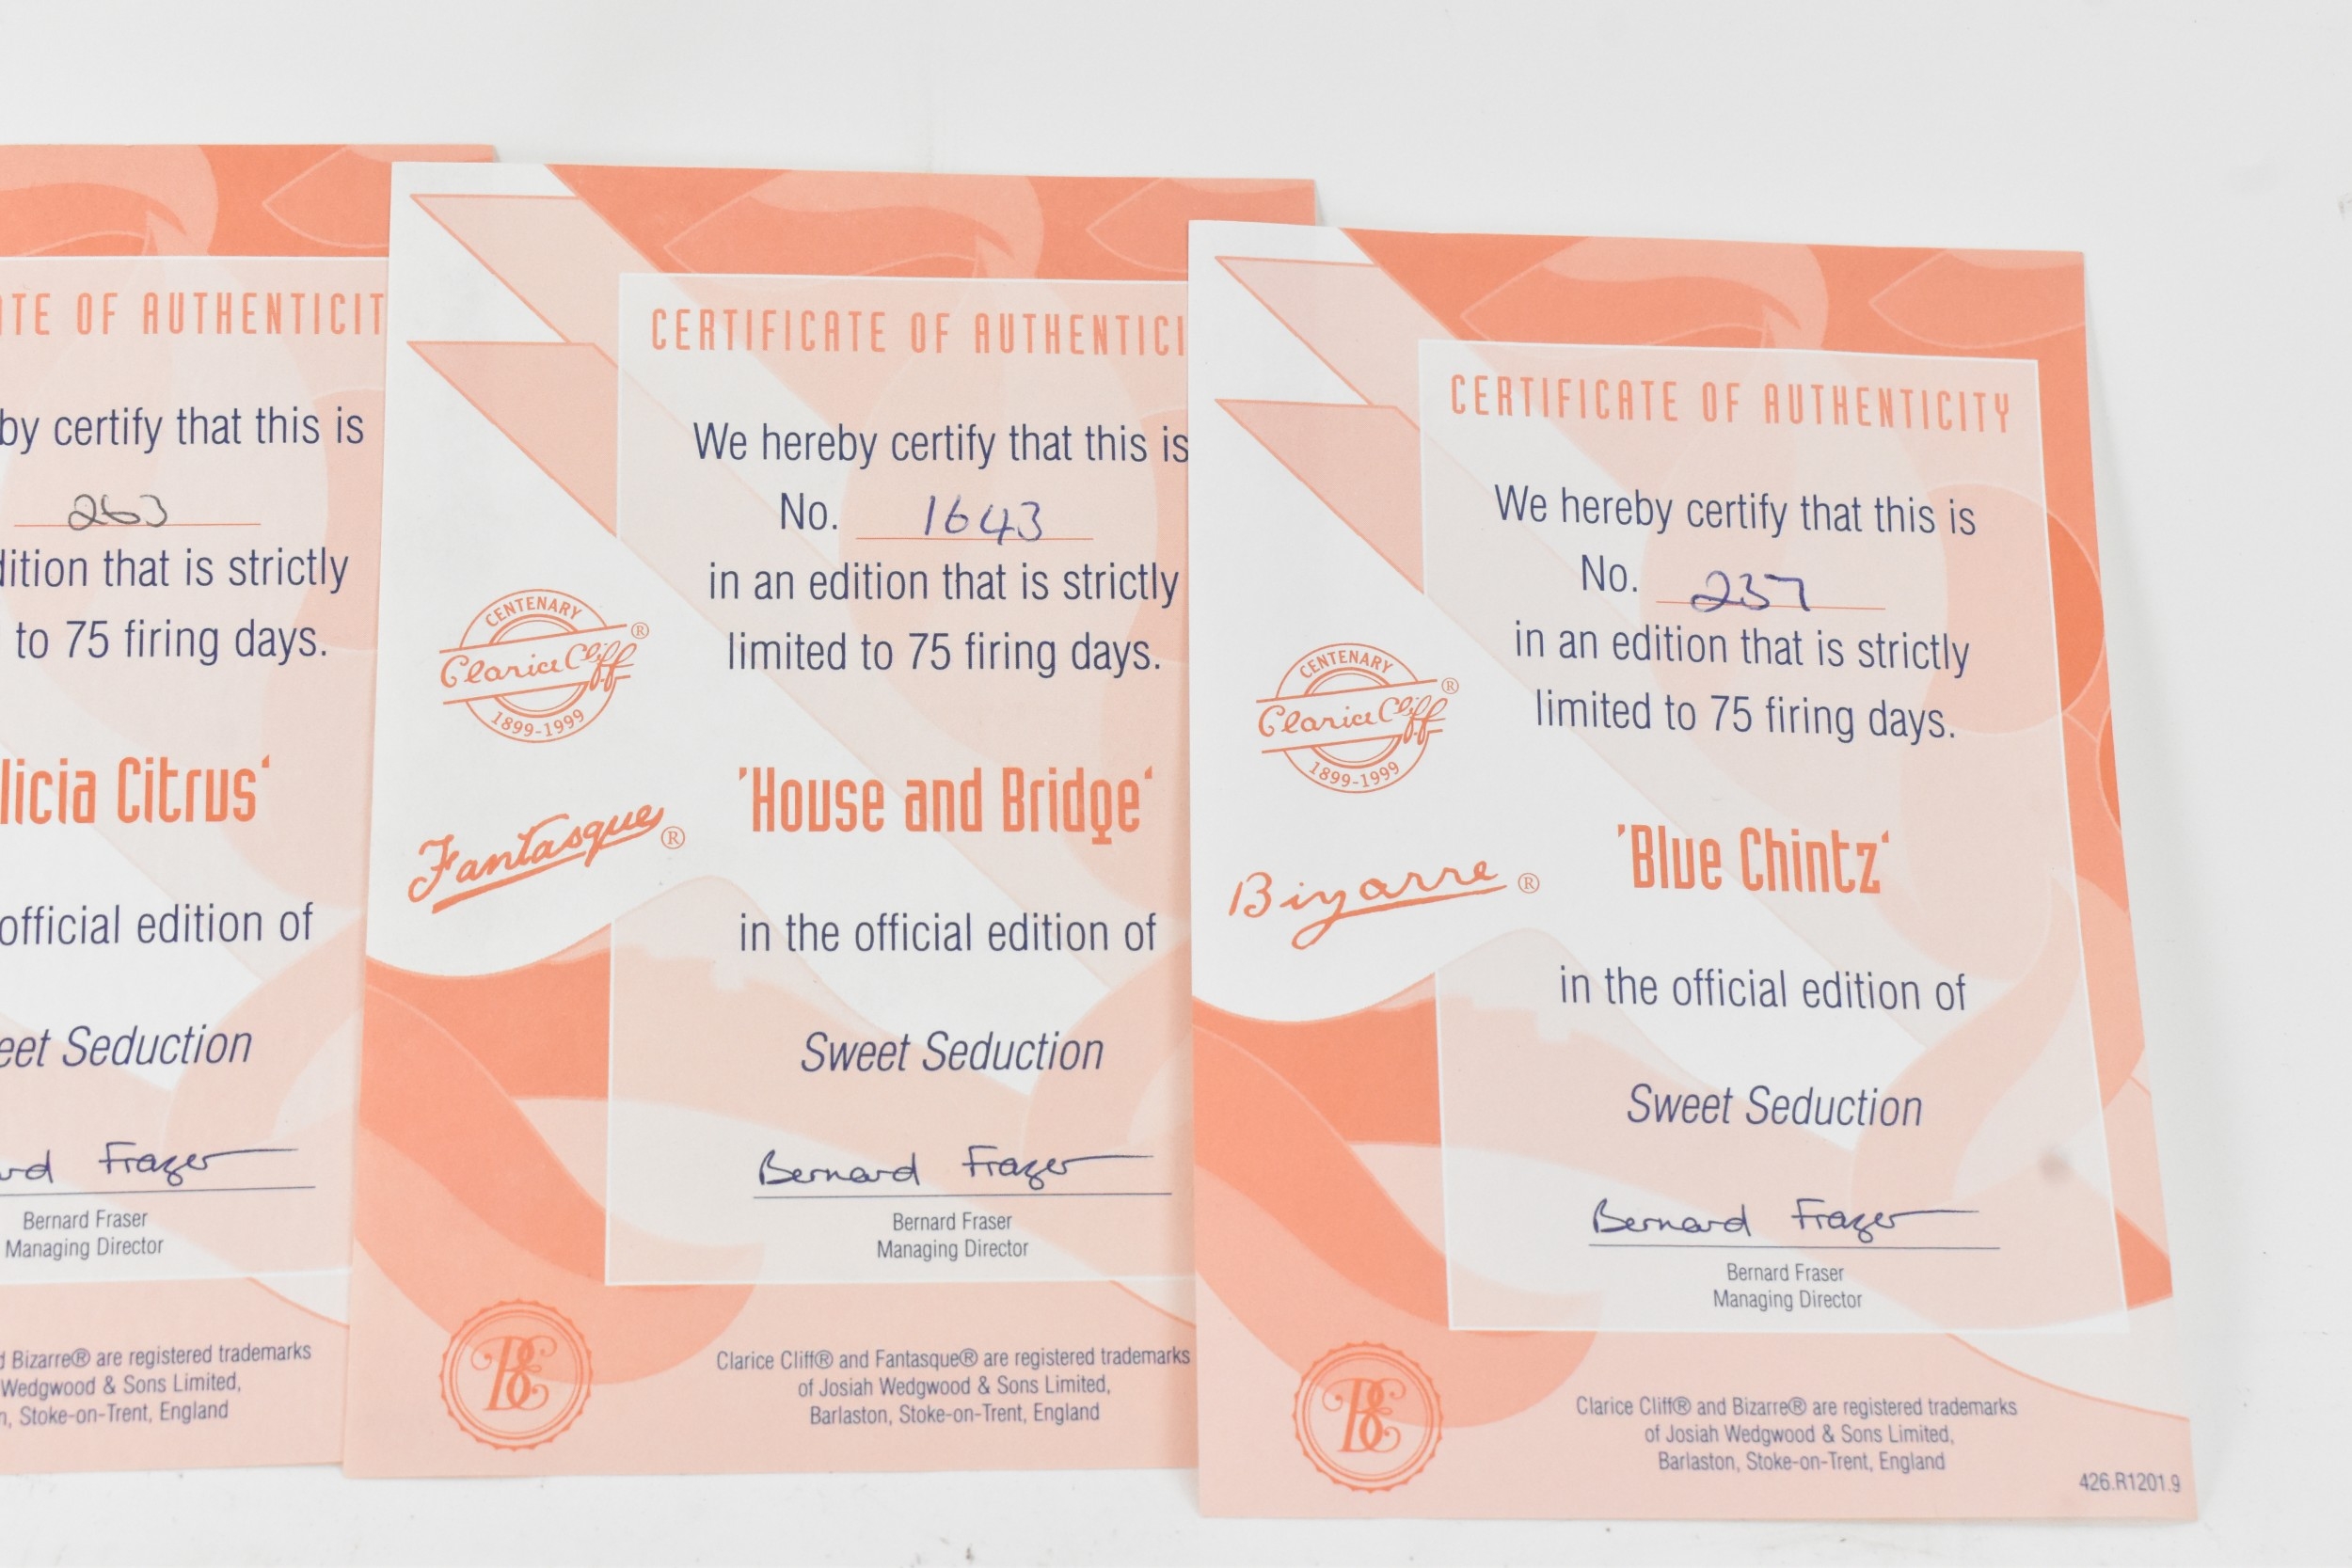 TE OF AUTHENTICIT
by certify that this is
263
dition that is strictly
to 75 firing days.
licia Citrus'
official edition of
eet Seduction
rd Fraser
Bernard Fraser
Managing Director
d Bizarre® are registered trademarks
Wedgwood & Sons Limited,
n, Stoke-on-Trent, England
CERTIFICATE OF AUTHENTICI
We hereby certify that this is
No. 1643
in an edition that is strictly
limited to 75 firing days.
CENTENARY
Clarice Cliff®
1899-1999
Fantasque®
'House and Bridge'
in the official edition of
Sweet Seduction
Bernard Fraser
Bernard Fraser
Managing Director
BE
Clarice Cliff® and Fantasque® are registered trademarks
of Josiah Wedgwood & Sons Limited,
Barlaston, Stoke-on-Trent, England
CERTIFICATE OF AUTHENTICITY
We hereby certify that this is
No. 237
in an edition that is strictly
limited to 75 firing days.
CENTENARY
Clarice Cliff®
1899-1999
Bizarre®
'Blue Chintz'
in the official edition of
Sweet Seduction
Bernard Fraser
Bernard Fraser
Managing Director
BE
Clarice Cliff® and Bizarre® are registered trademarks
of Josiah Wedgwood & Sons Limited,
Barlaston, Stoke-on-Trent, England
426.R1201.9